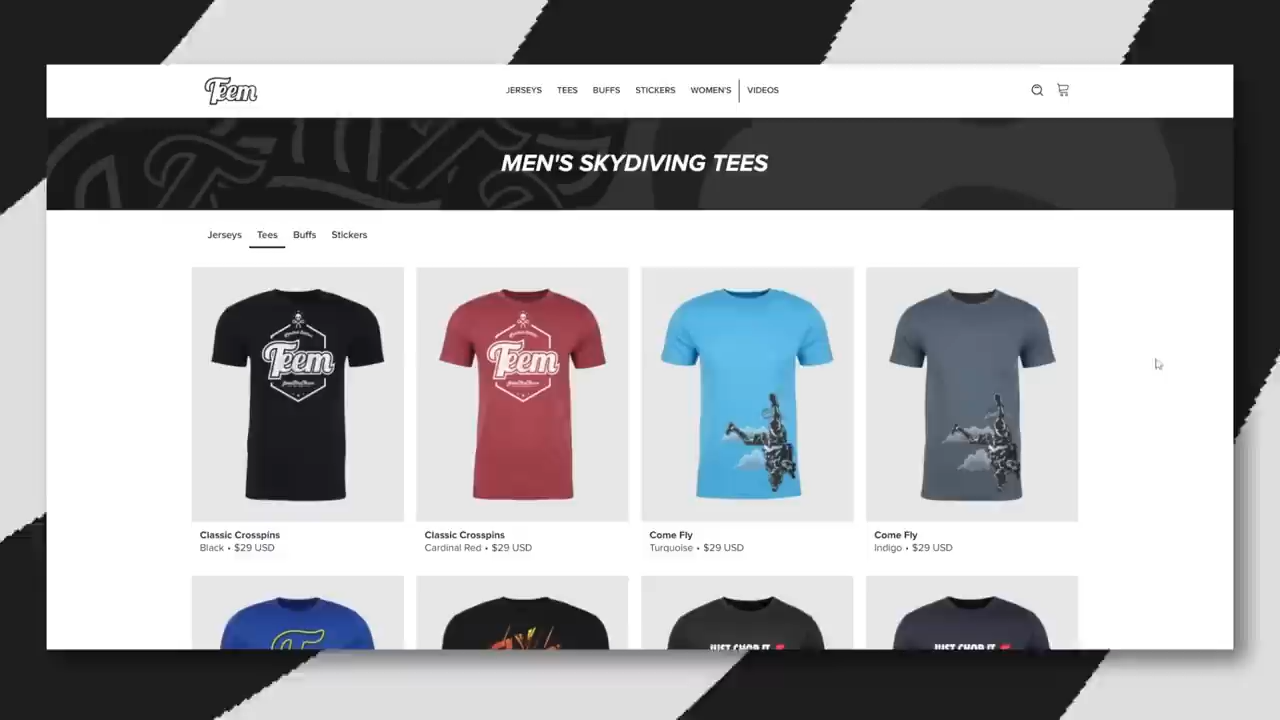 Teem
JERSEYS TEES BUFFS STICKERS WOMEN'S VIDEOS
MEN'S SKYDIVING TEES
Jerseys Tees Buffs Stickers
Teem
Teem
Classic Crosspins
Black • $29 USD
Classic Crosspins
Cardinal Red • $29 USD
Come Fly
Turquoise • $29 USD
Come Fly
Indigo • $29 USD
JUST CHOP IT
JUST CHOP IT